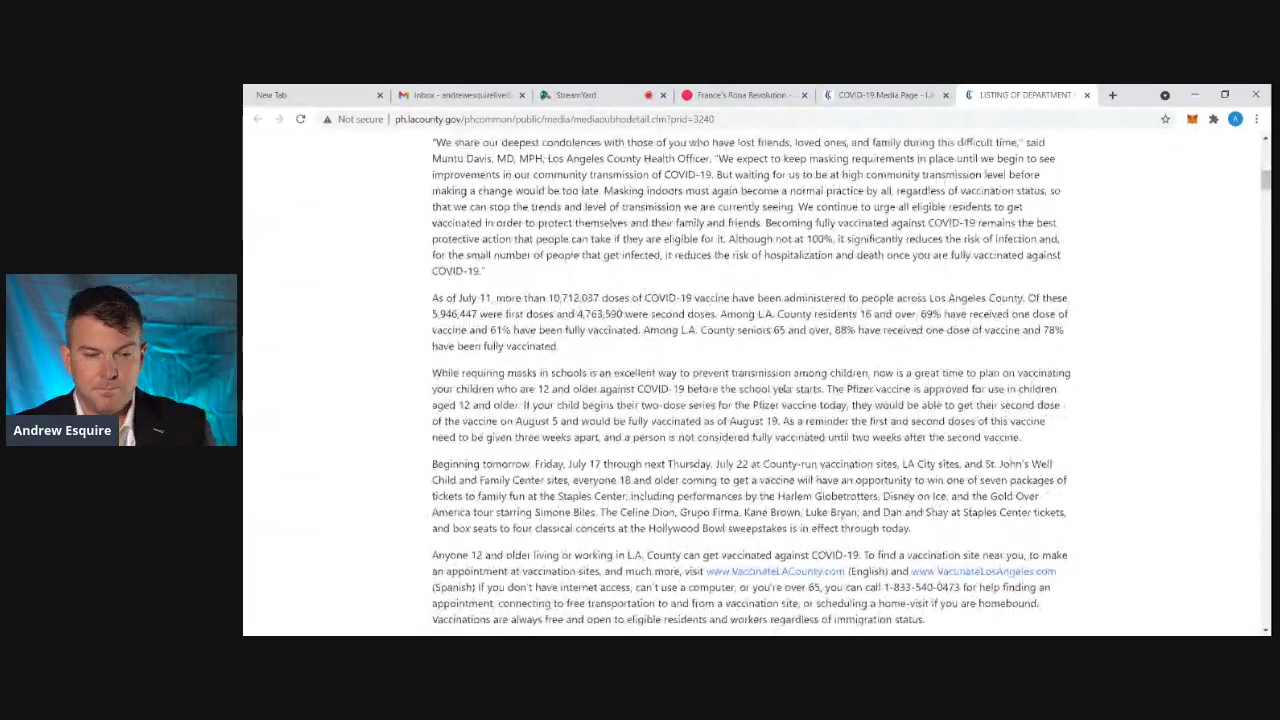 New Tab
Inbox - andrewesquirelive@
StreamYard
France's Rona Revolution -
COVID-19 Media Page - LA
LISTING OF DEPARTMENT
Not secure
ph.lacounty.gov/phcommon/public/media/mediapubhpdetail.cfm?prid=3240
"We share our deepest condolences with those of you who have lost friends, loved ones, and family during this difficult time," said
Muntu Davis, MD, MPH, Los Angeles County Health Officer. "We expect to keep masking requirements in place until we begin to see
improvements in our community transmission of COVID-19. But waiting for us to be at high community transmission level before
making a change would be too late. Masking indoors must again become a normal practice by all, regardless of vaccination status, so
that we can stop the trends and level of transmission we are currently seeing. We continue to urge all eligible residents to get
vaccinated in order to protect themselves and their family and friends. Becoming fully vaccinated against COVID-19 remains the best
protective action that people can take if they are eligible for it. Although not at 100%, it significantly reduces the risk of infection and,
for the small number of people that get infected, it reduces the risk of hospitalization and death once you are fully vaccinated against
COVID-19."
As of July 11, more than 10,712,037 doses of COVID-19 vaccine have been administered to people across Los Angeles County. Of these
5,946,447 were first doses and 4,763,590 were second doses. Among L.A. County residents 16 and over, 69% have received one dose of
vaccine and 61% have been fully vaccinated. Among L.A. County seniors 65 and over, 88% have received one dose of vaccine and 78%
have been fully vaccinated.
While requiring masks in schools is an excellent way to prevent transmission among children, now is a great time to plan on vaccinating
your children who are 12 and older against COVID-19 before the school year starts. The Pfizer vaccine is approved for use in children
aged 12 and older. If your child begins their two-dose series for the Pfizer vaccine today, they would be able to get their second dose
of the vaccine on August 5 and would be fully vaccinated as of August 19. As a reminder the first and second doses of this vaccine
need to be given three weeks apart, and a person is not considered fully vaccinated until two weeks after the second vaccine.
Beginning tomorrow, Friday, July 17 through next Thursday, July 22 at County-run vaccination sites, LA City sites, and St. John's Well
Child and Family Center sites, everyone 18 and older coming to get a vaccine will have an opportunity to win one of seven packages of
tickets to family fun at the Staples Center, including performances by the Harlem Globetrotters, Disney on Ice, and the Gold Over
America tour starring Simone Biles. The Celine Dion, Grupo Firma, Kane Brown, Luke Bryan, and Dan and Shay at Staples Center tickets,
and box seats to four classical concerts at the Hollywood Bowl sweepstakes is in effect through today.
Anyone 12 and older living or working in L.A. County can get vaccinated against COVID-19. To find a vaccination site near you, to make
an appointment at vaccination sites, and much more, visit www.VaccinateLACounty.com (English) and www.VacunateLosAngeles.com
(Spanish) If you don't have internet access, can't use a computer, or you're over 65, you can call 1-833-540-0473 for help finding an
appointment, connecting to free transportation to and from a vaccination site, or scheduling a home-visit if you are homebound.
Vaccinations are always free and open to eligible residents and workers regardless of immigration status.
Andrew Esquire